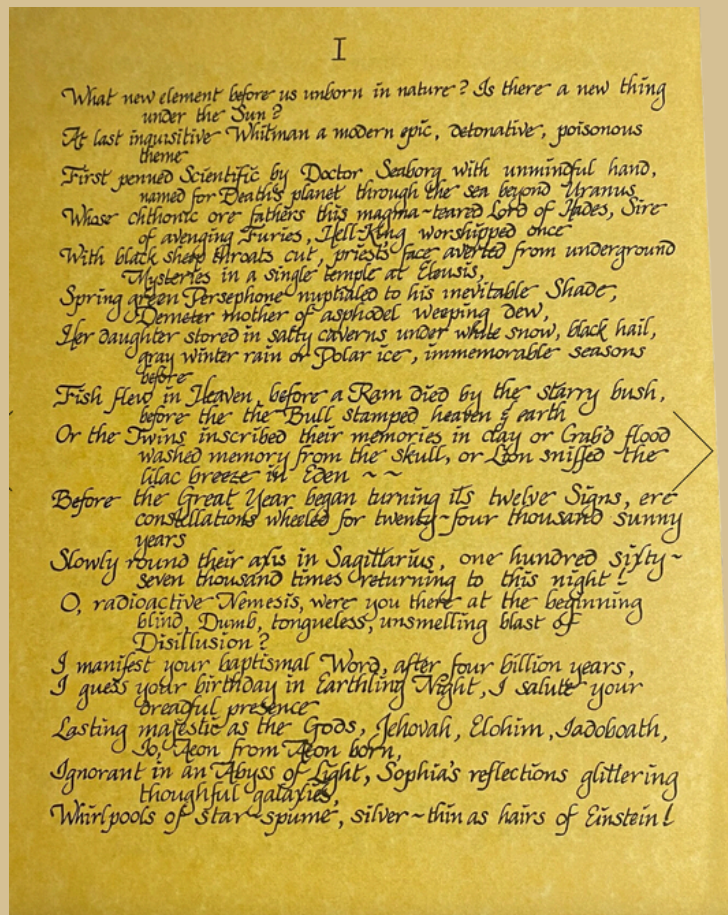 I
What new element before us unborn in nature? Is there a new thing
under the Sun?
At last inquisitive Whitman a modern epic, detonative, poisonous
theme
First penned Scientific by Doctor Seaborg with unmindful hand,
named for Death's planet through the sea beyond Uranus
Whose chthonic ore fathers this magma-teared Lord of Hades, Sire
of avenging Furies, Hell-King worshipped once
With black sheep throats cut, priest's face averted from underground
Mysteries in a single temple at Eleusis,
Spring green Persephone nuptialed to his inevitable Shade,
Demeter mother of asphodel weeping dew,
Her daughter stored in salty caverns under white snow, black hail,
gray winter rain or Polar ice, immemorable seasons
before
Fish flew in Heaven, before a Ram died by the starry bush,
before the the Bull stamped heaven & earth
Or the Twins inscribed their memories in clay or Crab'd flood
washed memory from the skull, or Lion sniffed the
lilac breeze in Eden ~ ~
Before the Great Year began turning its twelve Signs, ere
constellations wheeled for twenty~four thousand sunny
years
Slowly round their axis in Sagittarius, one hundred sixty~
seven thousand times returning to this night!
O, radioactive Nemesis, were you there at the beginning
blind, Dumb, tongueless, unsmelling blast of
Disillusion?
I manifest your baptismal Word, after four billion years,
I guess your birthday in Earthling Night, I salute your
dreadful presence
Lasting majestic as the Gods, Jehovah, Elohim, Iadoboath,
Io, Aeon from Aeon born,
Ignorant in an Abyss of Light, Sophia's reflections glittering
thoughful galaxies,
Whirlpools of star~spume, silver~thin as hairs of Einstein!